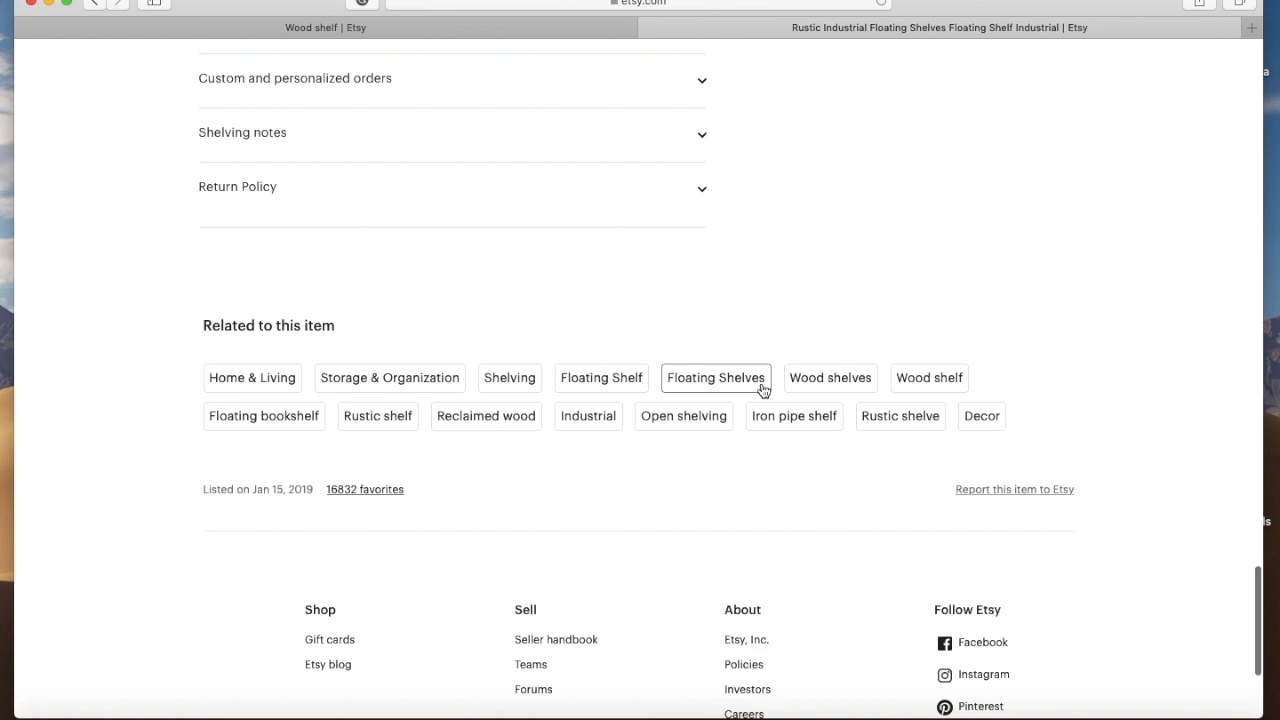 etsy.com
Wood shelf | Etsy
Rustic Industrial Floating Shelves Floating Shelf Industrial | Etsy
Custom and personalized orders
Shelving notes
Return Policy
Related to this item
Home & Living Storage & Organization Shelving Floating Shelf Floating Shelves Wood shelves Wood shelf
Floating bookshelf Rustic shelf Reclaimed wood Industrial Open shelving Iron pipe shelf Rustic shelve Decor
Listed on Jan 15, 2019 16832 favorites Report this item to Etsy
Shop Sell About Follow Etsy
Gift cards Seller handbook Etsy, Inc. Facebook
Etsy blog Teams Policies Instagram
Forums Investors Pinterest
Careers